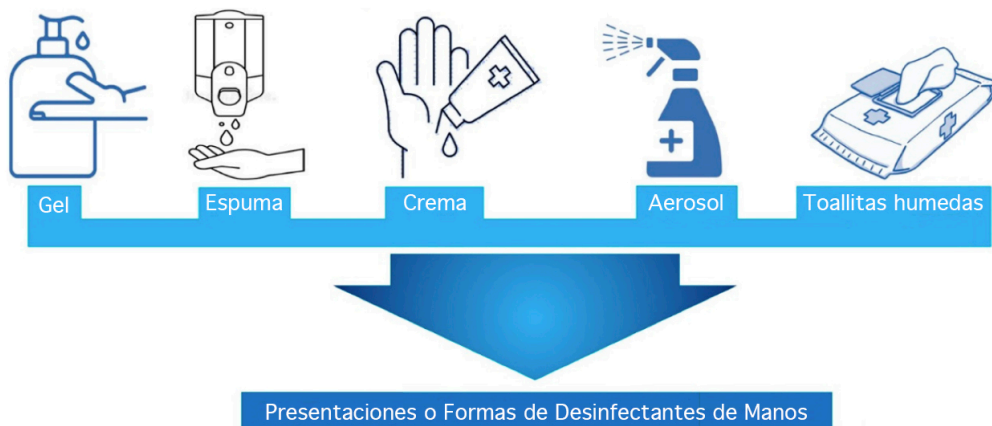 Gel
Espuma
Crema
Aerosol
Toallitas humedas
Presentaciones o Formas de Desinfectantes de Manos